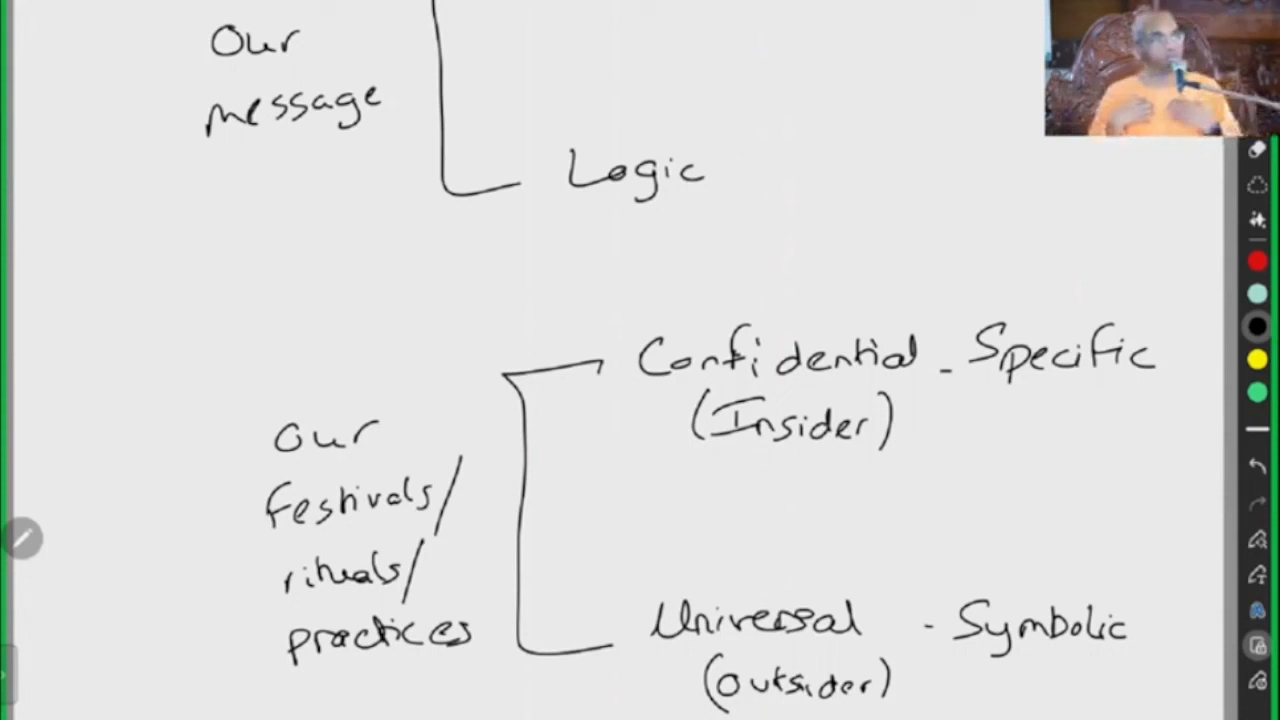 Our
message
Logic
Confidential - Specific
(Insider)
our
festivals/
rituals/
practices
Universal - Symbolic
(outsider)